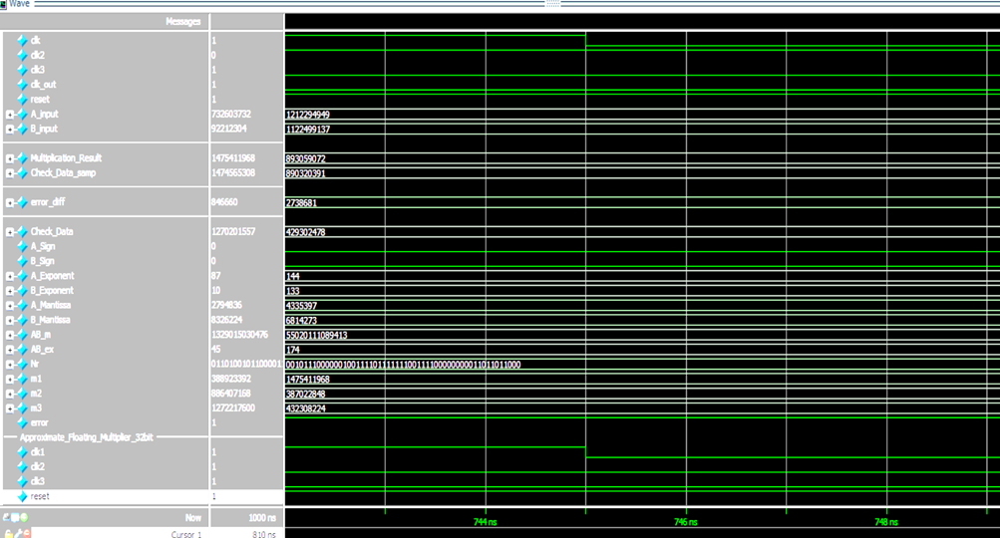 Wave
Messages
clk 1
clk2 0
clk3 1
clk_out 1
reset 1
A_input 732603732 1212294949
B_input 92212304 1122499137
Multiplication_Result 1475411968 893059072
Check_Data_samp 1474565308 890320391
error_diff 846660 2738681
Check_Data 1270201557 429302478
A_Sign 0
B_Sign 0
A_Exponent 87 144
B_Exponent 10 133
A_Mantissa 2794836 4335397
B_Mantissa 8326224 6814273
AB_m 1329015030476 55020111089413
AB_ex 45 174
Nr
m1 388923392 1475411968
m2 886407168 387022848
m3 1272217600 432308224
error 1
Approximate_Floating_Multiplier_32bit
clk1 1
clk2 1
clk3 1
reset 1
Now 1000 ns 744 ns 746 ns 748 ns
Cursor 1 810 ns